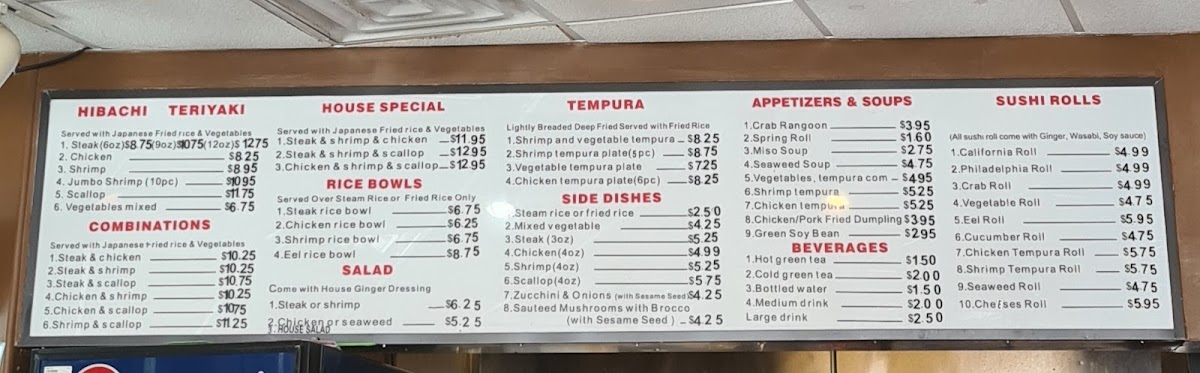 HIBACHI TERIYAKI
Served with Japanese Fried rice & Vegetables
1. Steak(6oz)$8.75(9oz)$10.75(12oz)$12.75
2. Chicken $8.25
3. Shrimp $8.95
4. Jumbo Shrimp (10pc) $10.95
5. Scallop $11.75
6. Vegetables mixed $6.75
COMBINATIONS
Served with Japanese Fried rice & Vegetables
1.Steak & chicken $10.25
2.Steak & shrimp $10.25
3.Steak & scallop $10.75
4.Chicken & shrimp $10.25
5.Chicken & scallop $10.75
6.Shrimp & scallop $11.25
HOUSE SPECIAL
Served with Japanese Fried rice & Vegetables
1.Steak & shrimp & chicken $11.95
2.Steak & shrimp & scallop $12.95
3.Chicken & shrimp & scallop $12.95
RICE BOWLS
Served Over Steam Rice or Fried Rice Only
1.Steak rice bowl $6.75
2.Chicken rice bowl $6.25
3.Shrimp rice bowl $6.75
4.Eel rice bowl $8.75
SALAD
Come with House Ginger Dressing
1.Steak or shrimp $6.25
2.Chicken or seaweed $5.25
3. HOUSE SALAD
TEMPURA
Lightly Breaded Deep Fried Served with Fried Rice
1.Shrimp and vegetable tempura $8.25
2.Shrimp tempura plate(5pc) $8.75
3.Vegetable tempura plate $7.25
4.Chicken tempura plate(6pc) $8.25
SIDE DISHES
1.Steam rice or fried rice $2.50
2.Mixed vegetable $4.25
3.Steak (3oz) $5.25
4.Chicken(4oz) $4.99
5.Shrimp(4oz) $5.25
6.Scallop(4oz) $5.75
7.Zucchini & Onions (with Sesame Seed) $4.25
8.Sauteed Mushrooms with Brocco
(with Sesame Seed ) $4.25
APPETIZERS & SOUPS
1.Crab Rangoon $3.95
2.Spring Roll $1.60
3.Miso Soup $2.75
4.Seaweed Soup $4.75
5.Vegetables, tempura com $4.95
6.Shrimp tempura $5.25
7.Chicken tempura $5.25
8.Chicken/Pork Fried Dumpling $3.95
9.Green Soy Bean $2.95
BEVERAGES
1.Hot green tea $1.50
2.Cold green tea $2.00
3.Bottled water $1.50
4.Medium drink $2.00
Large drink $2.50
SUSHI ROLLS
(All sushi roll come with Ginger, Wasabi, Soy sauce)
1.California Roll $4.99
2.Philadelphia Roll $4.99
3.Crab Roll $4.99
4.Vegetable Roll $4.75
5.Eel Roll $5.95
6.Cucumber Roll $4.75
7.Chicken Tempura Roll $5.75
8.Shrimp Tempura Roll $5.75
9.Seaweed Roll $4.75
10.Cheeses Roll $5.95